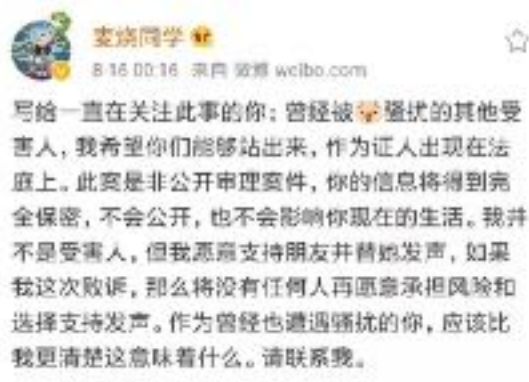 麦烧同学
8-16 00:16 来自 微博 weibo.com
写给一直在关注此事的你：曾经被🐷骚扰的其他受
害人，我希望你们能够站出来，作为证人出现在法
庭上。此案是非公开审理案件，你的信息将得到完
全保密，不会公开，也不会影响你现在的生活。我并
不是受害人，但我愿意支持朋友并替她发声，如果
我这次败诉，那么将没有任何人再愿意承担风险和
选择支持发声。作为曾经也遭遇骚扰的你，应该比
我更清楚这意味着什么。请联系我。